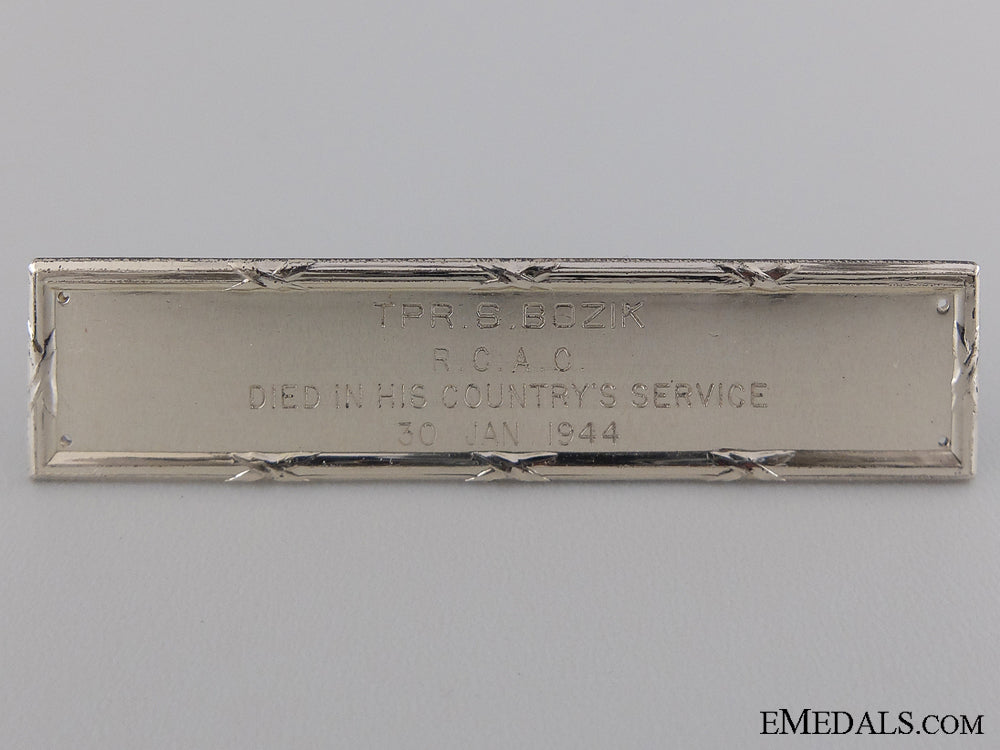 TPR. S. BOZIK
R. C. A. C.
DIED IN HIS COUNTRY'S SERVICE
30 JAN 1944
EMEDALS.COM